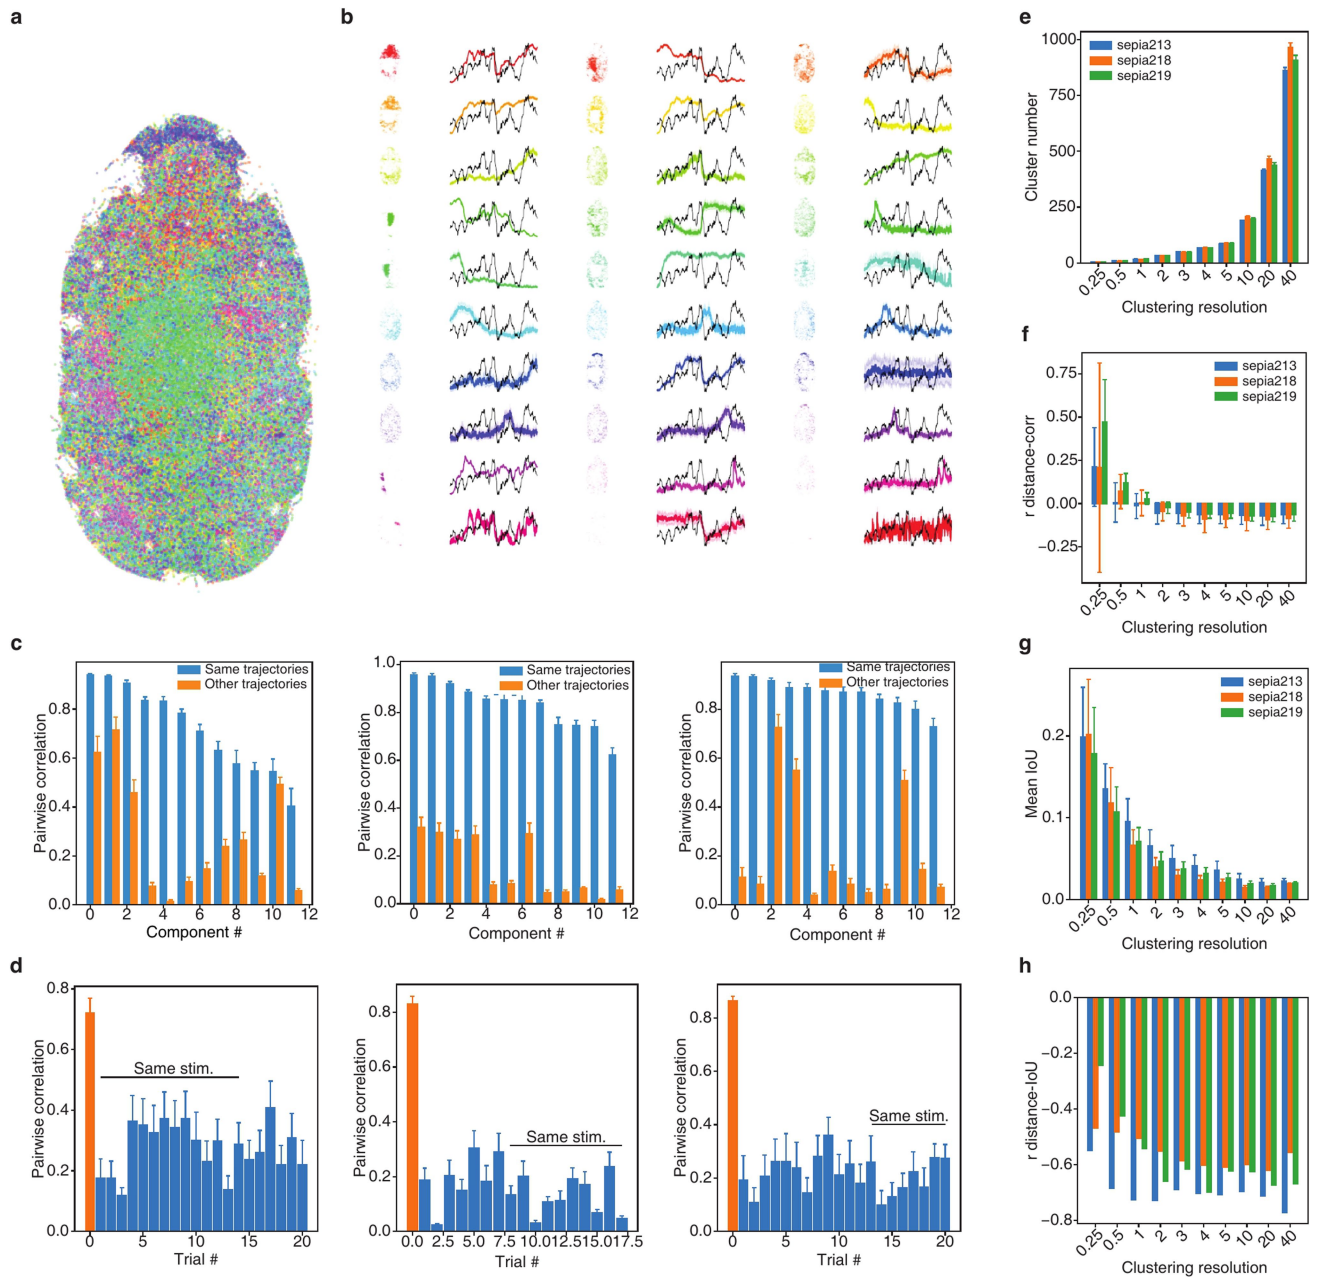 a
b
e
1000
750
500
250
0
Cluster number
sepia213
sepia218
sepia219
0.25 0.5 1 2 3 4 5 10 20 40
Clustering resolution
f
0.75
0.50
0.25
0.00
−0.25
r distance-corr
sepia213
sepia218
sepia219
0.25 0.5 1 2 3 4 5 10 20 40
Clustering resolution
c
0.8
0.6
0.4
0.2
0.0
Pairwise correlation
Same trajectories
Other trajectories
0 2 4 6 8 10 12
Component #
1.0
0.8
0.6
0.4
0.2
0.0
Pairwise correlation
Same trajectories
Other trajectories
0 2 4 6 8 10 12
Component #
0.8
0.6
0.4
0.2
0.0
Pairwise correlation
Same trajectories
Other trajectories
0 2 4 6 8 10 12
Component #
g
0.2
0.1
0.0
Mean IoU
sepia213
sepia218
sepia219
0.25 0.5 1 2 3 4 5 10 20 40
Clustering resolution
d
0.8
0.6
0.4
0.2
0.0
Pairwise correlation
Same stim.
0 5 10 15 20
Trial #
0.8
0.6
0.4
0.2
0.0
Pairwise correlation
Same stim.
0.0 2.5 5.0 7.5 10.0 12.5 15.0 17.5
Trial #
0.8
0.6
0.4
0.2
0.0
Pairwise correlation
Same stim.
0 5 10 15 20
Trial #
h
0.0
−0.2
−0.4
−0.6
−0.8
r distance-IoU
0.25 0.5 1 2 3 4 5 10 20 40
Clustering resolution